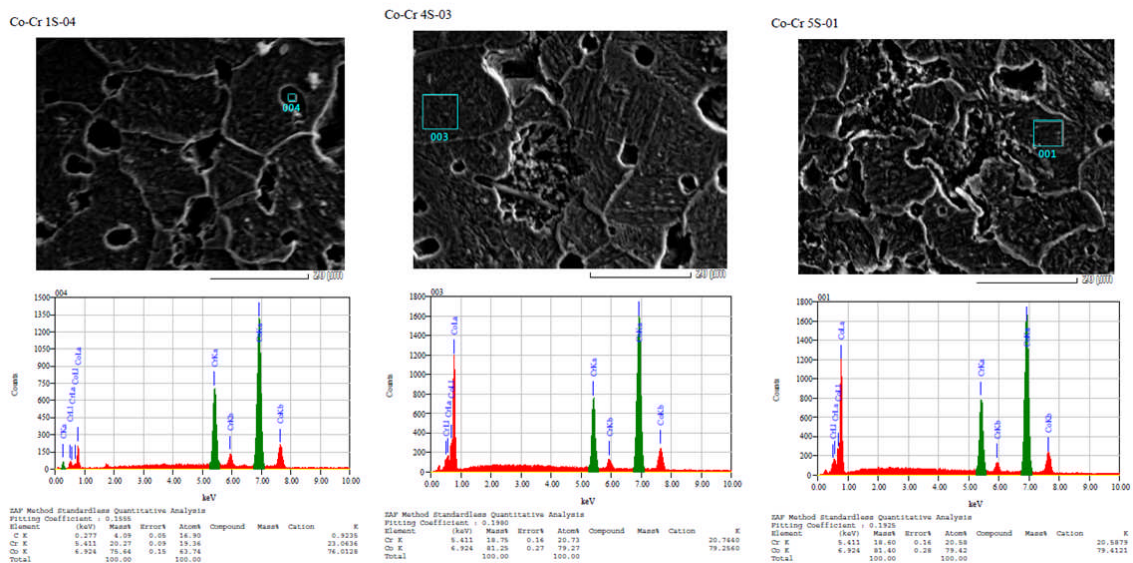 Co-Cr 1S-04
004
004
1500
1350
1200
1050
900
750
600
450
300
150
0
Counts
CKa
CrLl
CrLa
CoLl
CoLa
CrKa
CrKb
CoKa
CoKb
0.00 1.00 2.00 3.00 4.00 5.00 6.00 7.00 8.00 9.00 10.00
keV
ZAF Method Standardless Quantitative Analysis
Fitting Coefficient : 0.1555
Element (keV) Mass% Error% Atom% Compound Mass% Cation K
C K 0.277 4.09 0.05 16.90 0.9235
Cr K 5.411 20.27 0.09 19.36 23.0636
Co K 6.924 75.64 0.15 63.74 76.0128
Total 100.00 100.00
Co-Cr 4S-03
003
003
1800
1600
1400
1200
1000
800
600
400
200
0
Counts
CrLl
CrLa
CoLl
CoLa
CrKa
CrKb
CoKa
CoKb
0.00 1.00 2.00 3.00 4.00 5.00 6.00 7.00 8.00 9.00 10.00
keV
ZAF Method Standardless Quantitative Analysis
Fitting Coefficient : 0.1980
Element (keV) Mass% Error% Atom% Compound Mass% Cation K
Cr K 5.411 18.75 0.16 20.73 20.7440
Co K 6.924 81.25 0.27 79.27 79.2560
Total 100.00 100.00
Co-Cr 5S-01
001
001
1800
1600
1400
1200
1000
800
600
400
200
0
Counts
CrLl
CrLa
CoLl
CoLa
CrKa
CrKb
CoKa
CoKb
0.00 1.00 2.00 3.00 4.00 5.00 6.00 7.00 8.00 9.00 10.00
keV
ZAF Method Standardless Quantitative Analysis
Fitting Coefficient : 0.1925
Element (keV) Mass% Error% Atom% Compound Mass% Cation K
Cr K 5.411 18.60 0.16 20.58 20.5879
Co K 6.924 81.40 0.28 79.42 79.4121
Total 100.00 100.00